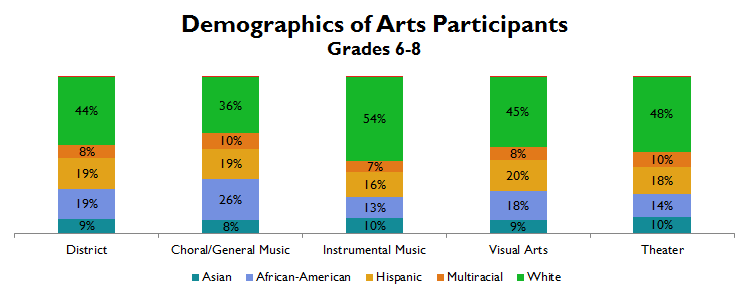 Demographics of Arts Participants
Grades 6-8
44% 36% 54% 45% 48%
8% 10% 7% 8% 10%
19% 19% 16% 20% 18%
19% 26% 13% 18% 14%
9% 8% 10% 9% 10%
District Choral/General Music Instrumental Music Visual Arts Theater
Asian African-American Hispanic Multiracial White